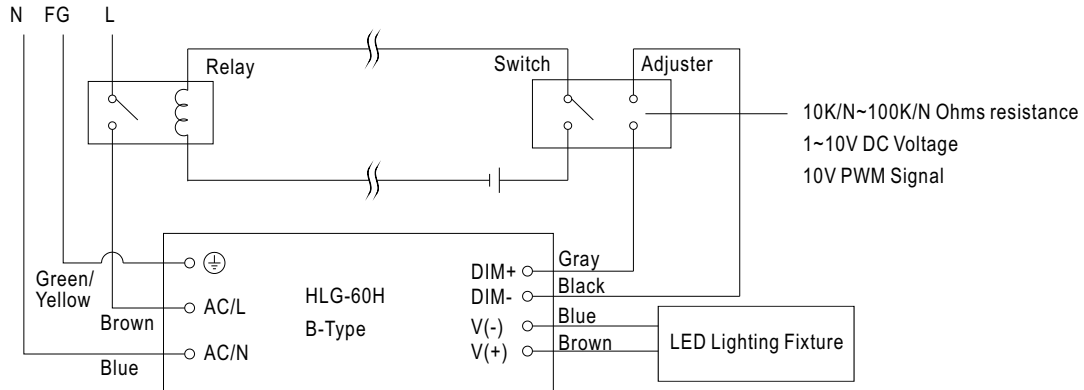 N FG L
Relay
Switch
Adjuster
10K/N~100K/N Ohms resistance
1~10V DC Voltage
10V PWM Signal
Green/
Yellow
Brown
Blue
AC/L
AC/N
HLG-60H
B-Type
DIM+
DIM-
V(-)
V(+)
Gray
Black
Blue
Brown
LED Lighting Fixture